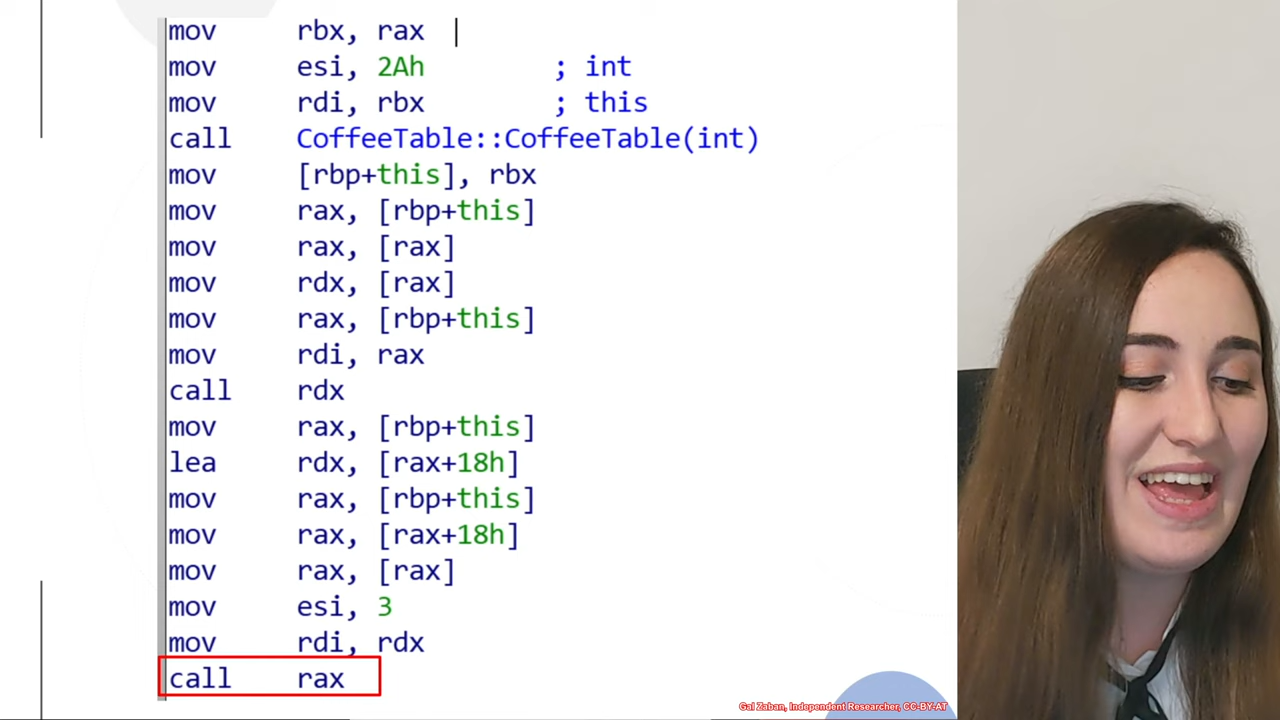 mov rbx, rax
mov esi, 2Ah ; int
mov rdi, rbx ; this
call CoffeeTable::CoffeeTable(int)
mov [rbp+this], rbx
mov rax, [rbp+this]
mov rax, [rax]
mov rdx, [rax]
mov rax, [rbp+this]
mov rdi, rax
call rdx
mov rax, [rbp+this]
lea rdx, [rax+18h]
mov rax, [rbp+this]
mov rax, [rax+18h]
mov rax, [rax]
mov esi, 3
mov rdi, rdx
call rax
Gal Zaban, Independent Researcher, CC-BY-AT